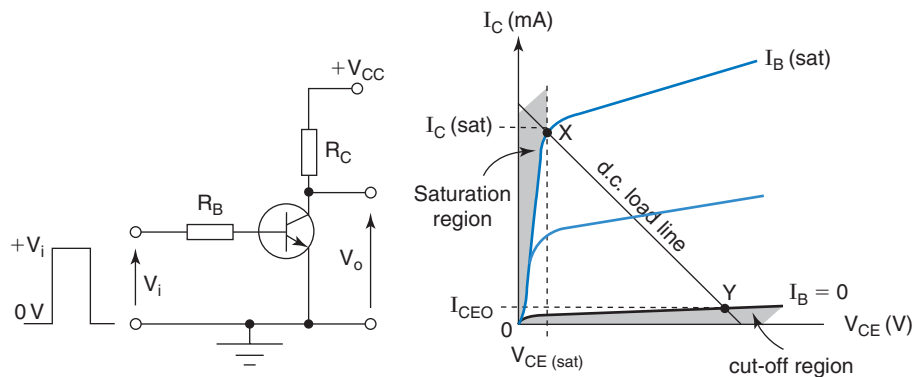 +V_CC
R_C
R_B
+V_i
0 V
V_i
V_o
I_C (mA)
I_B (sat)
I_C (sat)
X
Saturation
region
d.c. load line
I_CEO
Y
I_B = 0
0
V_CE (sat)
V_CE (V)
cut-off region